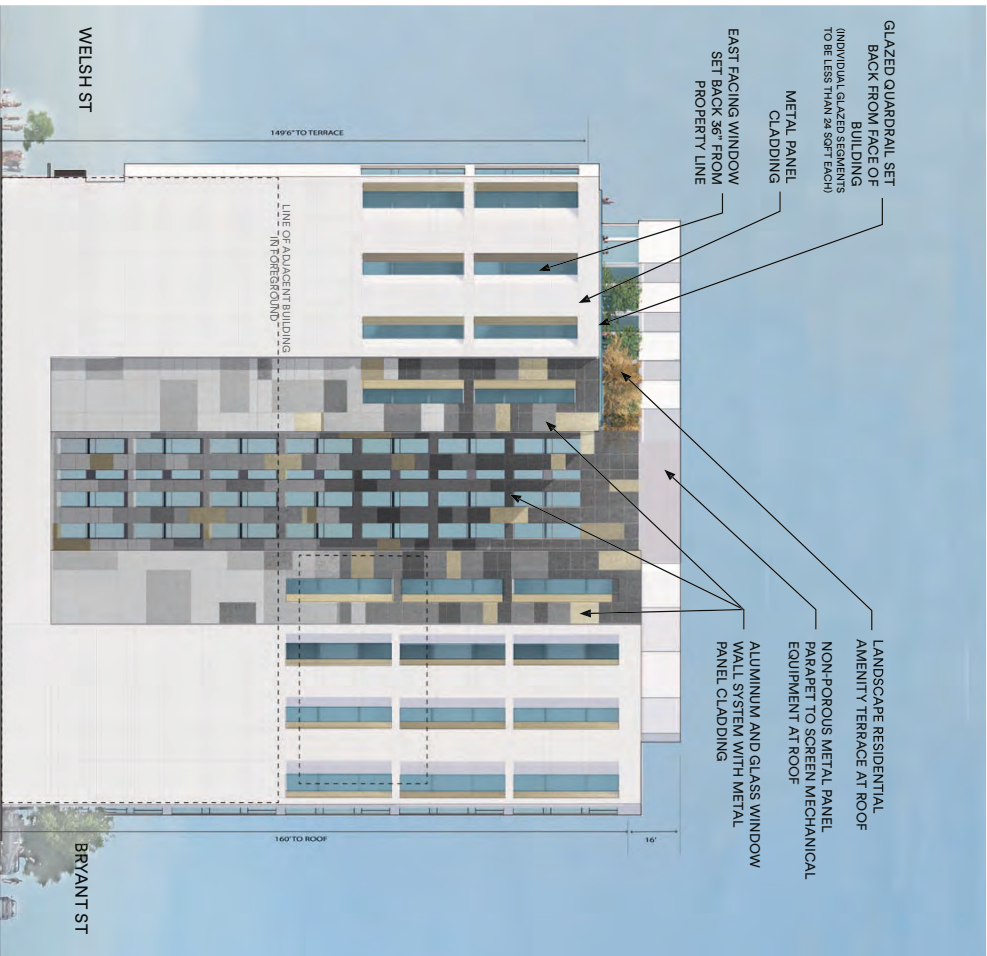 GLAZED QUARDRAIL SET
BACK FROM FACE OF
BUILDING
(INDIVIDUAL GLAZED SEGMENTS
TO BE LESS THAN 24 SQFT EACH)
METAL PANEL
CLADDING
EAST FACING WINDOW
SET BACK 36" FROM
PROPERTY LINE
LANDSCAPE RESIDENTIAL
AMENITY TERRACE AT ROOF
NON-POROUS METAL PANEL
PARAPET TO SCREEN MECHANICAL
EQUIPMENT AT ROOF
ALUMINUM AND GLASS WINDOW
WALL SYSTEM WITH METAL
PANEL CLADDING
16'
149'6" TO TERRACE
160' TO ROOF
LINE OF ADJACENT BUILDING
IN FOREGROUND
WELSH ST
BRYANT ST